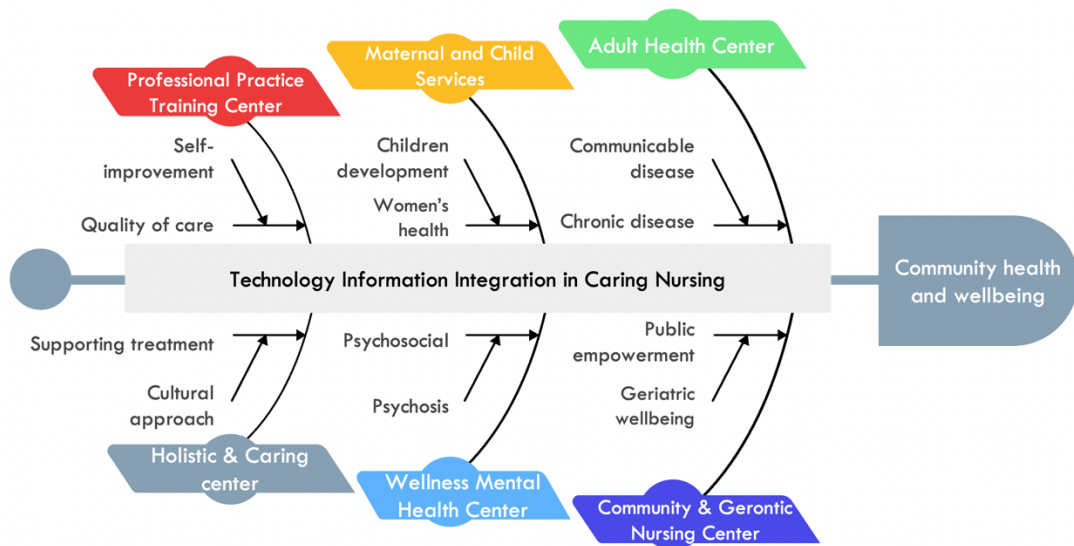 Professional Practice
Training Center
Maternal and Child
Services
Adult Health Center
Self-
improvement
Quality of care
Children
development
Women's
health
Communicable
disease
Chronic disease
Technology Information Integration in Caring Nursing
Community health
and wellbeing
Supporting treatment
Cultural
approach
Psychosocial
Psychosis
Public
empowerment
Geriatric
wellbeing
Holistic & Caring
center
Wellness Mental
Health Center
Community & Gerontic
Nursing Center